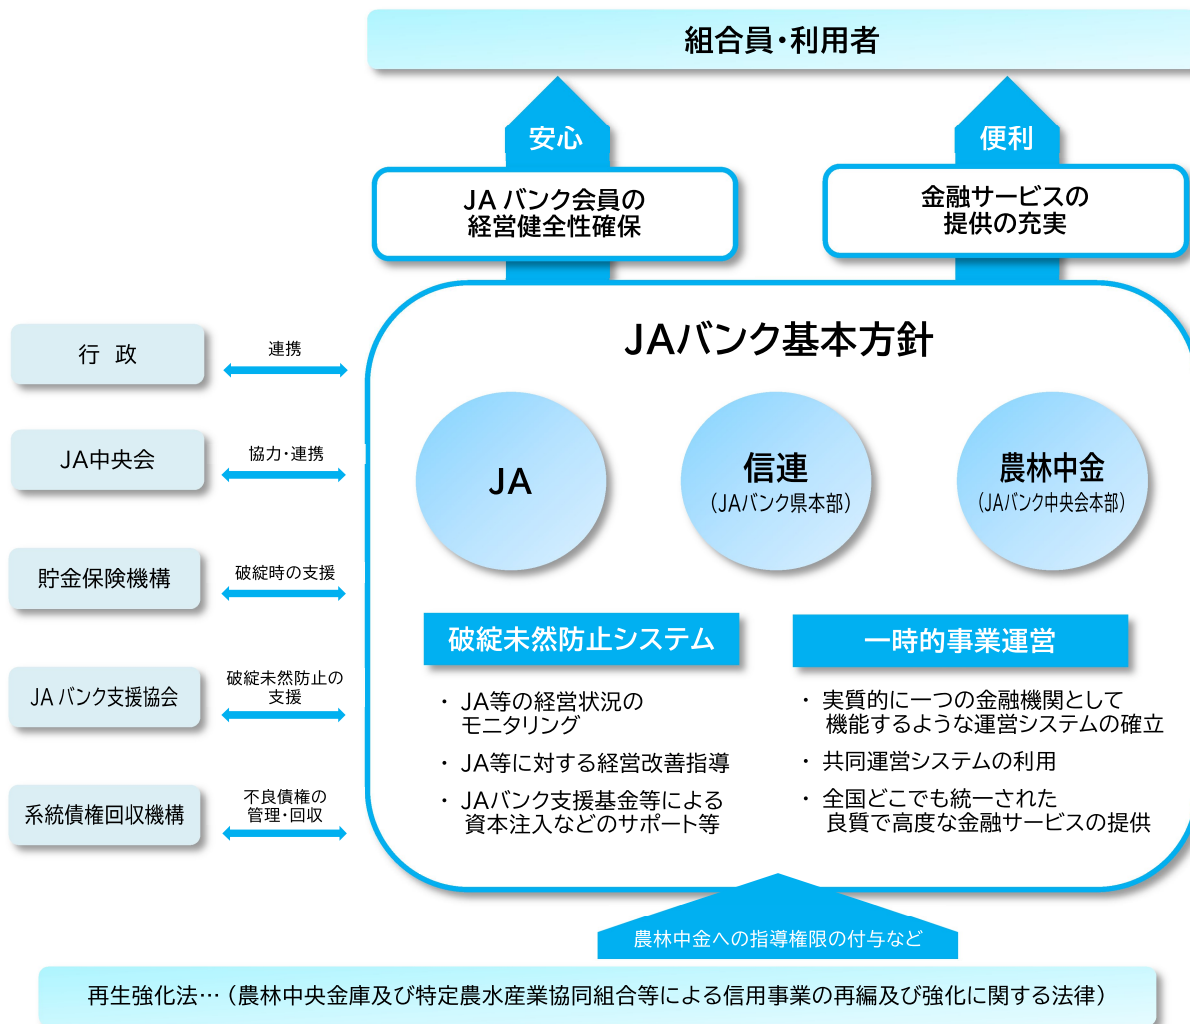 組合員・利用者
安心
便利
JA バンク会員の
経営健全性確保
金融サービスの
提供の充実
JAバンク基本方針
行 政
連携
JA中央会
協力・連携
貯金保険機構
破綻時の支援
JA バンク支援協会
破綻未然防止の
支援
系統債権回収機構
不良債権の
管理・回収
JA
信連
（JAバンク県本部）
農林中金
（JAバンク中央会本部）
破綻未然防止システム
・ JA等の経営状況の
モニタリング
・ JA等に対する経営改善指導
・ JAバンク支援基金等による
資本注入などのサポート等
一時的事業運営
・ 実質的に一つの金融機関として
機能するような運営システムの確立
・ 共同運営システムの利用
・ 全国どこでも統一された
良質で高度な金融サービスの提供
農林中金への指導権限の付与など
再生強化法…（農林中央金庫及び特定農水産業協同組合等による信用事業の再編及び強化に関する法律）